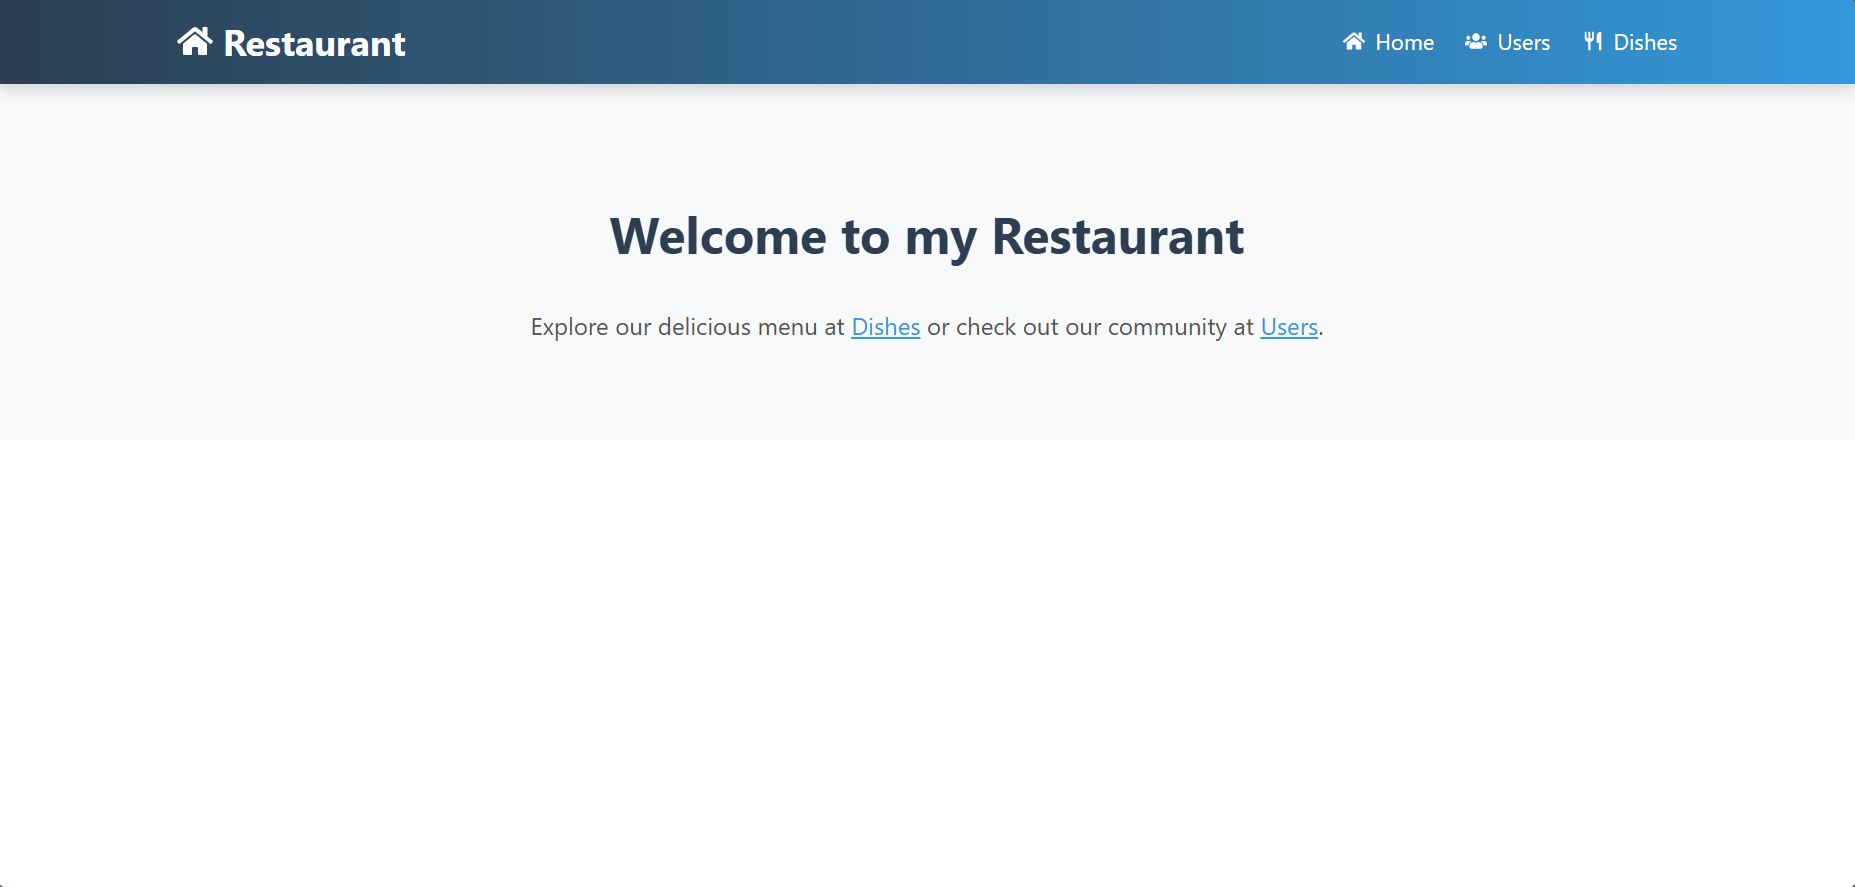 Restaurant
Home Users Dishes
Welcome to my Restaurant
Explore our delicious menu at Dishes or check out our community at Users.